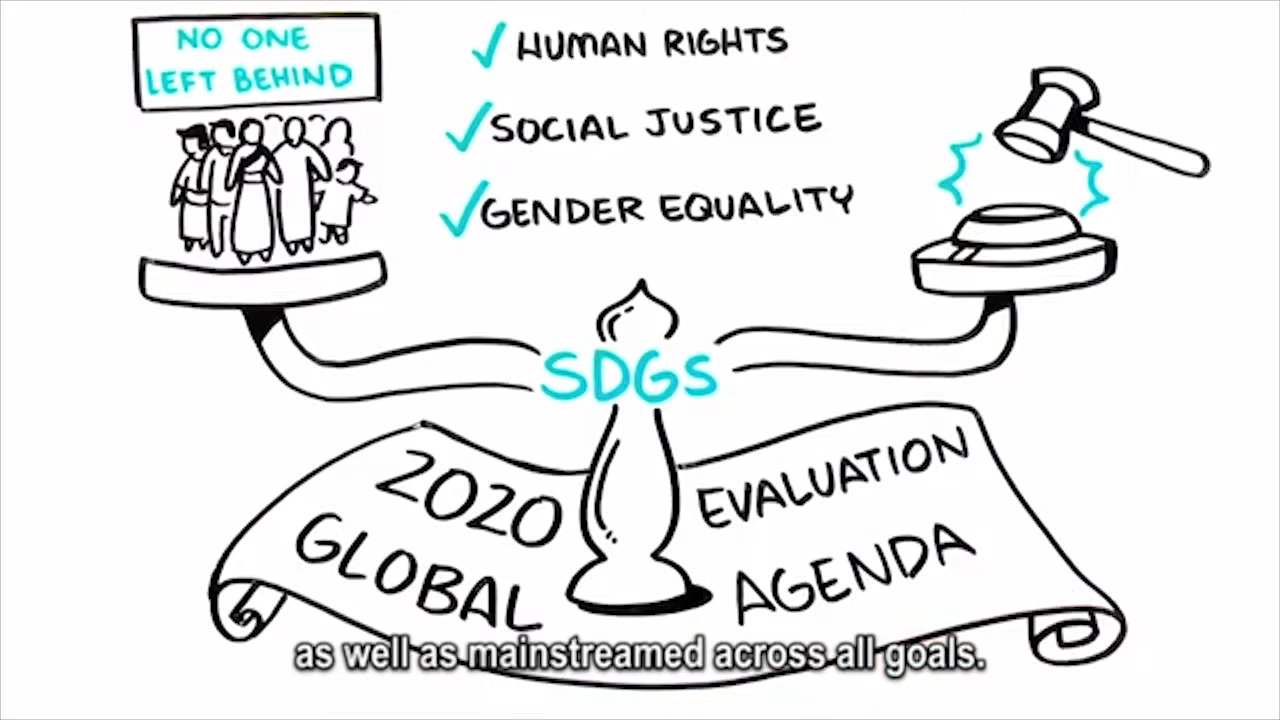 NO ONE
LEFT BEHIND
✓ HUMAN RIGHTS
✓ SOCIAL JUSTICE
✓ GENDER EQUALITY
SDGS
2020
GLOBAL
EVALUATION
AGENDA
as well as mainstreamed across all goals.